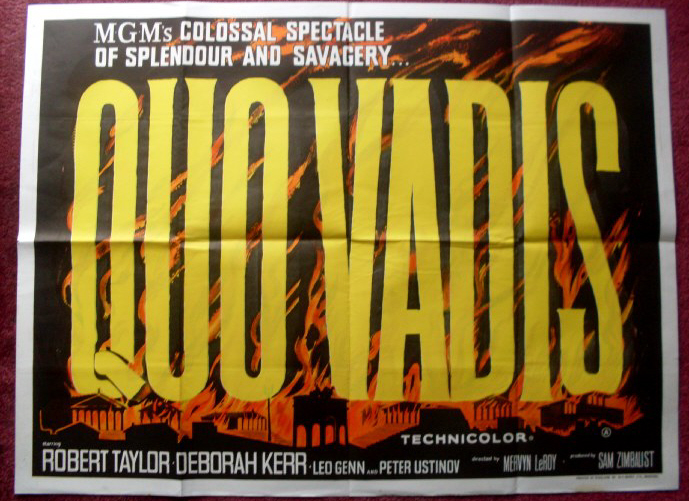 MGM's COLOSSAL SPECTACLE
OF SPLENDOUR AND SAVAGERY...
QUO VADIS
TECHNICOLOR®
starring
ROBERT TAYLOR · DEBORAH KERR · LEO GENN AND PETER USTINOV directed by MERVYN LeROY produced by SAM ZIMBALIST